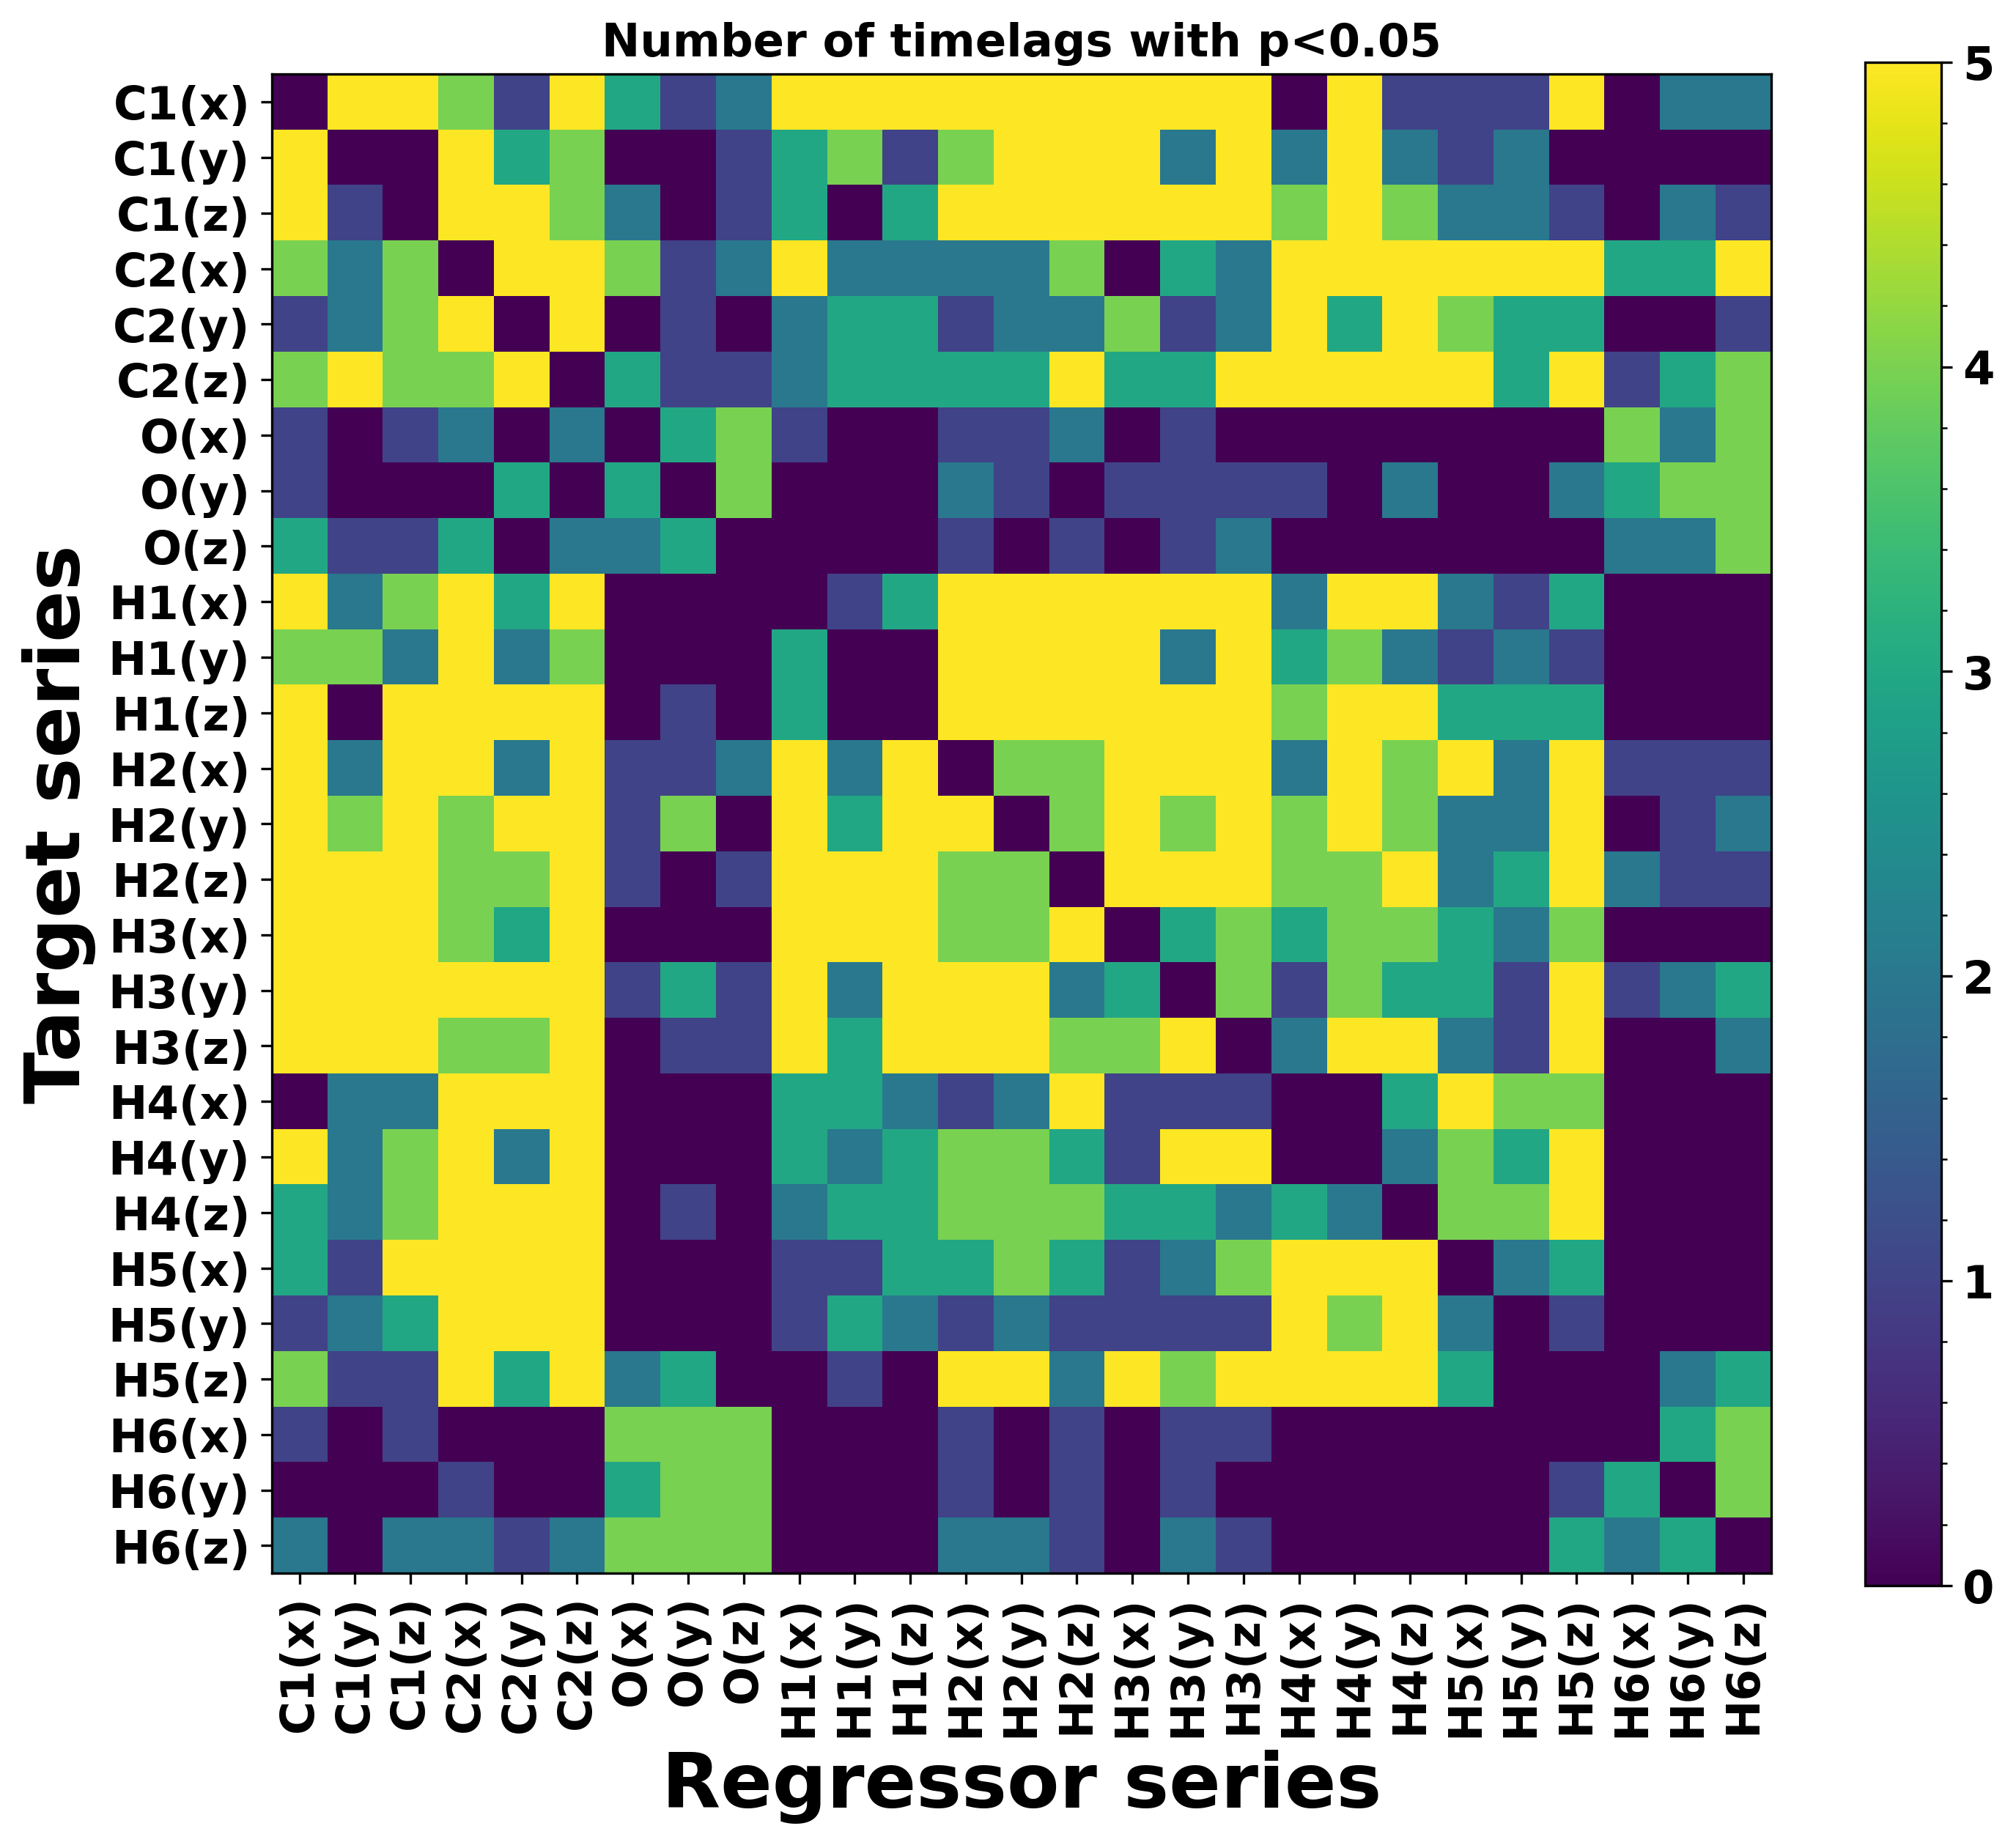 Number of timelags with p<0.05
Target series
C1(x)
C1(y)
C1(z)
C2(x)
C2(y)
C2(z)
O(x)
O(y)
O(z)
H1(x)
H1(y)
H1(z)
H2(x)
H2(y)
H2(z)
H3(x)
H3(y)
H3(z)
H4(x)
H4(y)
H4(z)
H5(x)
H5(y)
H5(z)
H6(x)
H6(y)
H6(z)
C1(x)
C1(y)
C1(z)
C2(x)
C2(y)
C2(z)
O(x)
O(y)
O(z)
H1(x)
H1(y)
H1(z)
H2(x)
H2(y)
H2(z)
H3(x)
H3(y)
H3(z)
H4(x)
H4(y)
H4(z)
H5(x)
H5(y)
H5(z)
H6(x)
H6(y)
H6(z)
Regressor series
5
4
3
2
1
0